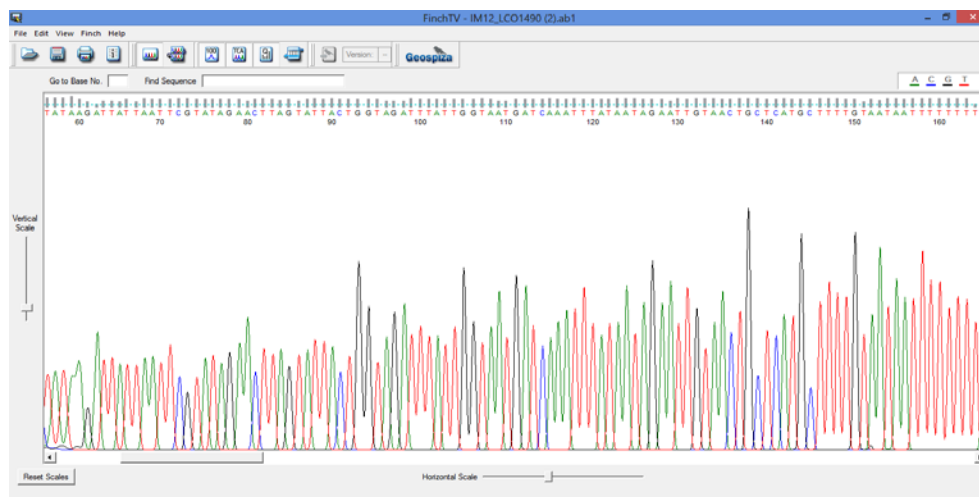 FinchTV - IM12_LCO1490 (2).ab1
File Edit View Finch Help
Version:
Geospiza
Go to Base No. Find Sequence
A C G T
TATAAGATTATTAATTCGTATAGAACTTAGTATTACTGGTAGATTTATTGGTAATGATCAAATTTATAATAGAATTGTAACTGCTCATGCTTTTGTAATAATTTTTTTT
60 70 80 90 100 110 120 130 140 150 160
Vertical
Scale
Reset Scales Horizontal Scale